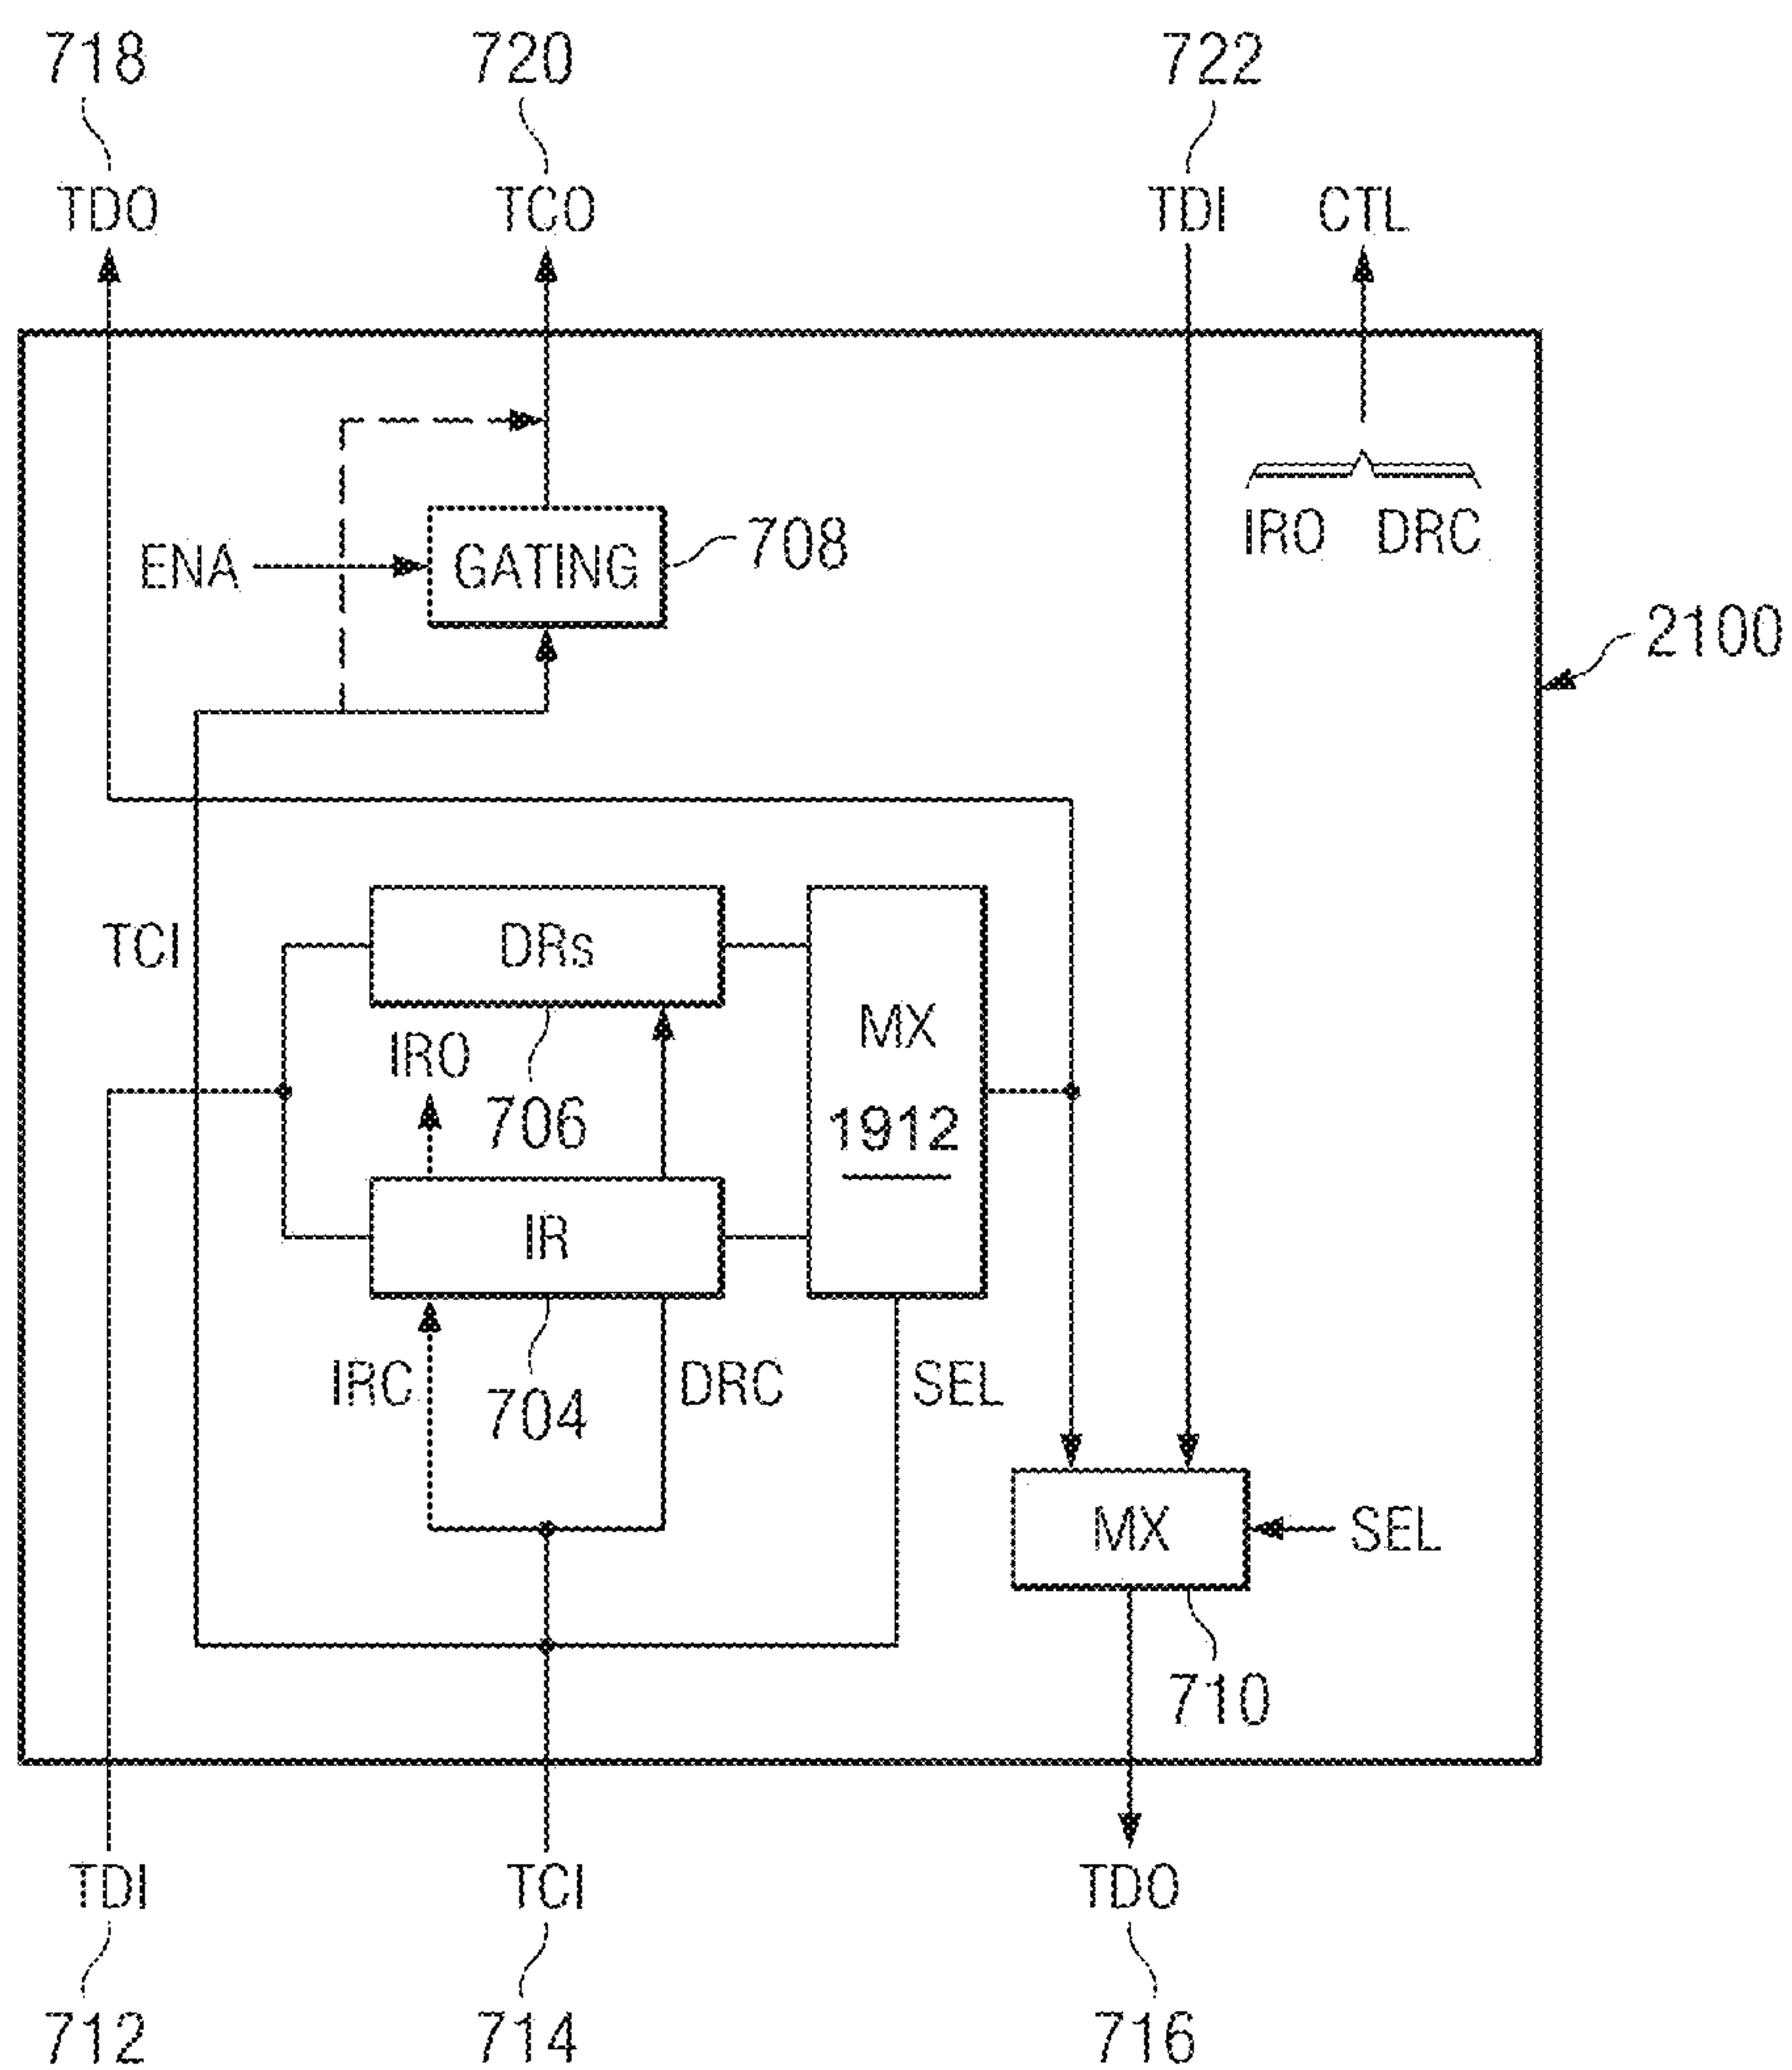 718 720 722
TDO TCO TDI CTL
IRO DRC
ENA GATING 708
2100
TCI DRs MX
IRO
706 1912
IR
IRC 704 DRC SEL
MX SEL
710
TDI TCI TDO
712 714 716